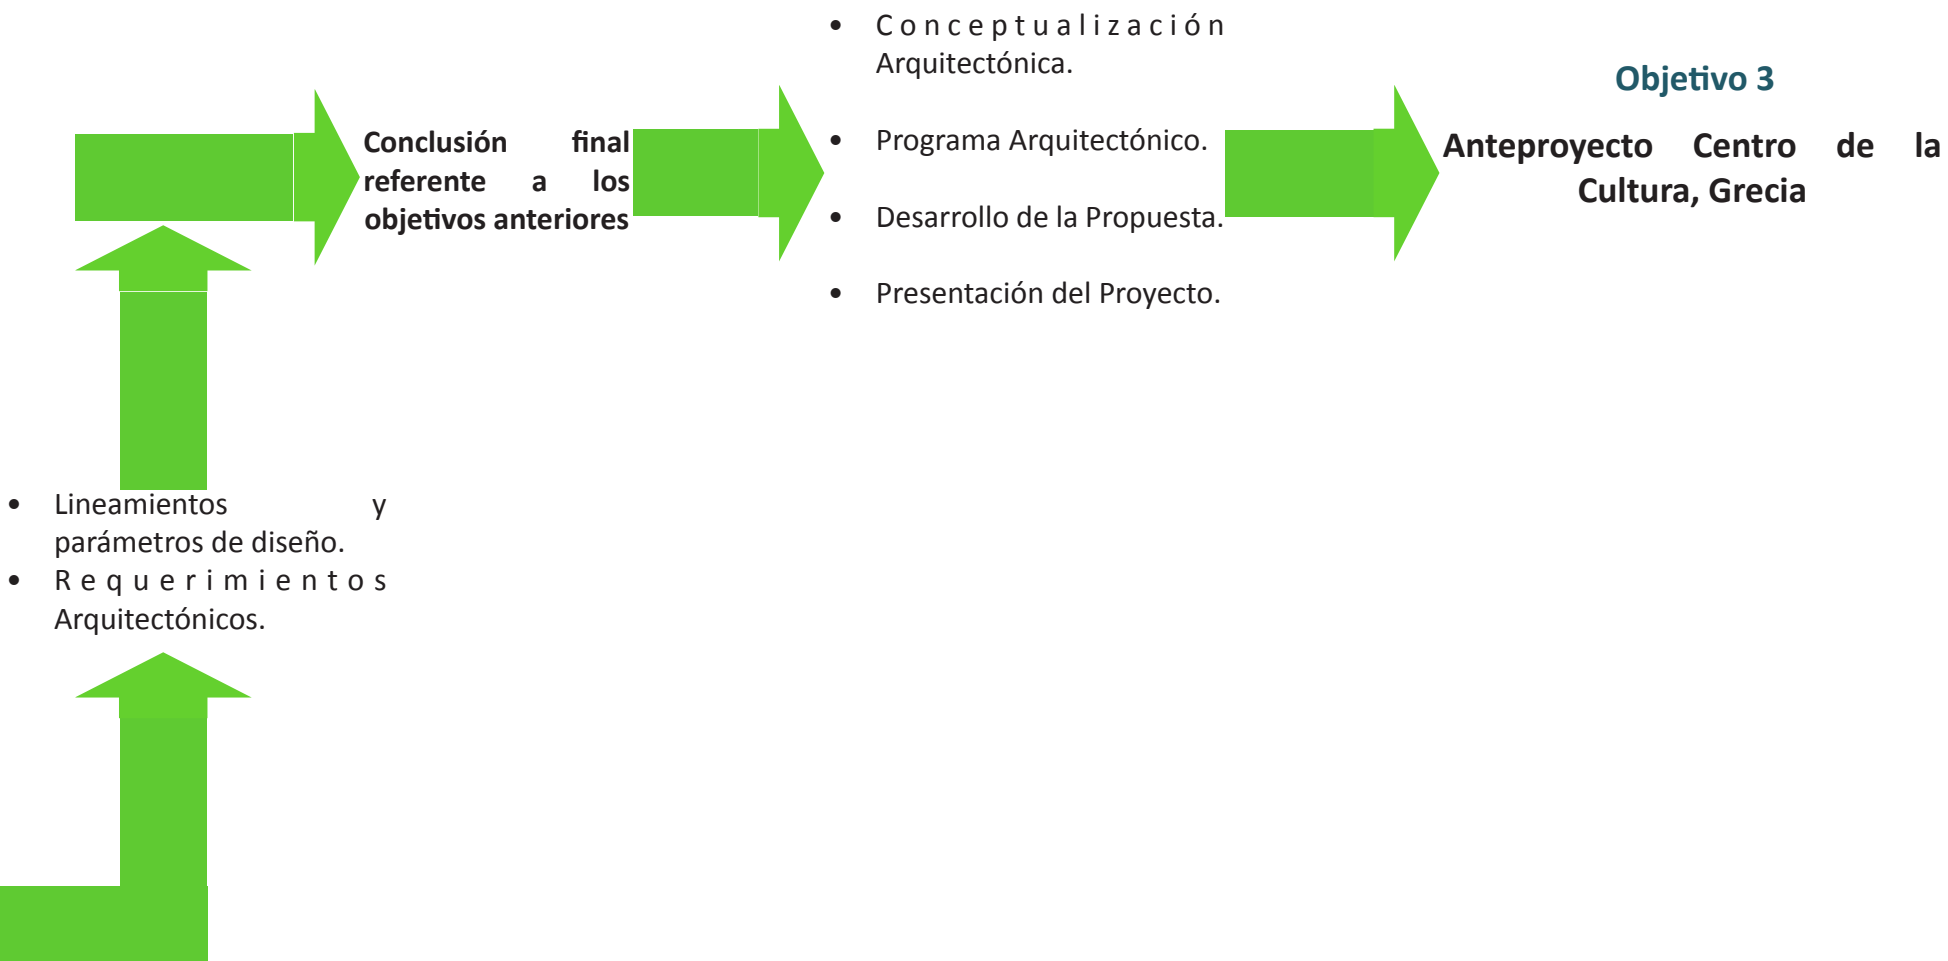 Conclusión final
referente a los
objetivos anteriores
• Conceptualización
Arquitectónica.
• Programa Arquitectónico.
• Desarrollo de la Propuesta.
• Presentación del Proyecto.
Objetivo 3
Anteproyecto Centro de la
Cultura, Grecia
• Lineamientos y
parámetros de diseño.
• Requerimientos
Arquitectónicos.